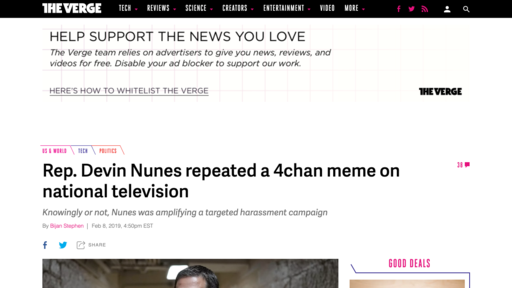 THE VERGE
TECH REVIEWS SCIENCE CREATORS ENTERTAINMENT VIDEO MORE
HELP SUPPORT THE NEWS YOU LOVE
The Verge team relies on advertisers to give you news, reviews, and
videos for free. Disable your ad blocker to support our work.
HERE'S HOW TO WHITELIST THE VERGE
THE VERGE
US & WORLD TECH POLITICS
Rep. Devin Nunes repeated a 4chan meme on
national television
38
Knowingly or not, Nunes was amplifying a targeted harassment campaign
By Bijan Stephen | Feb 8, 2019, 4:50pm EST
SHARE
GOOD DEALS